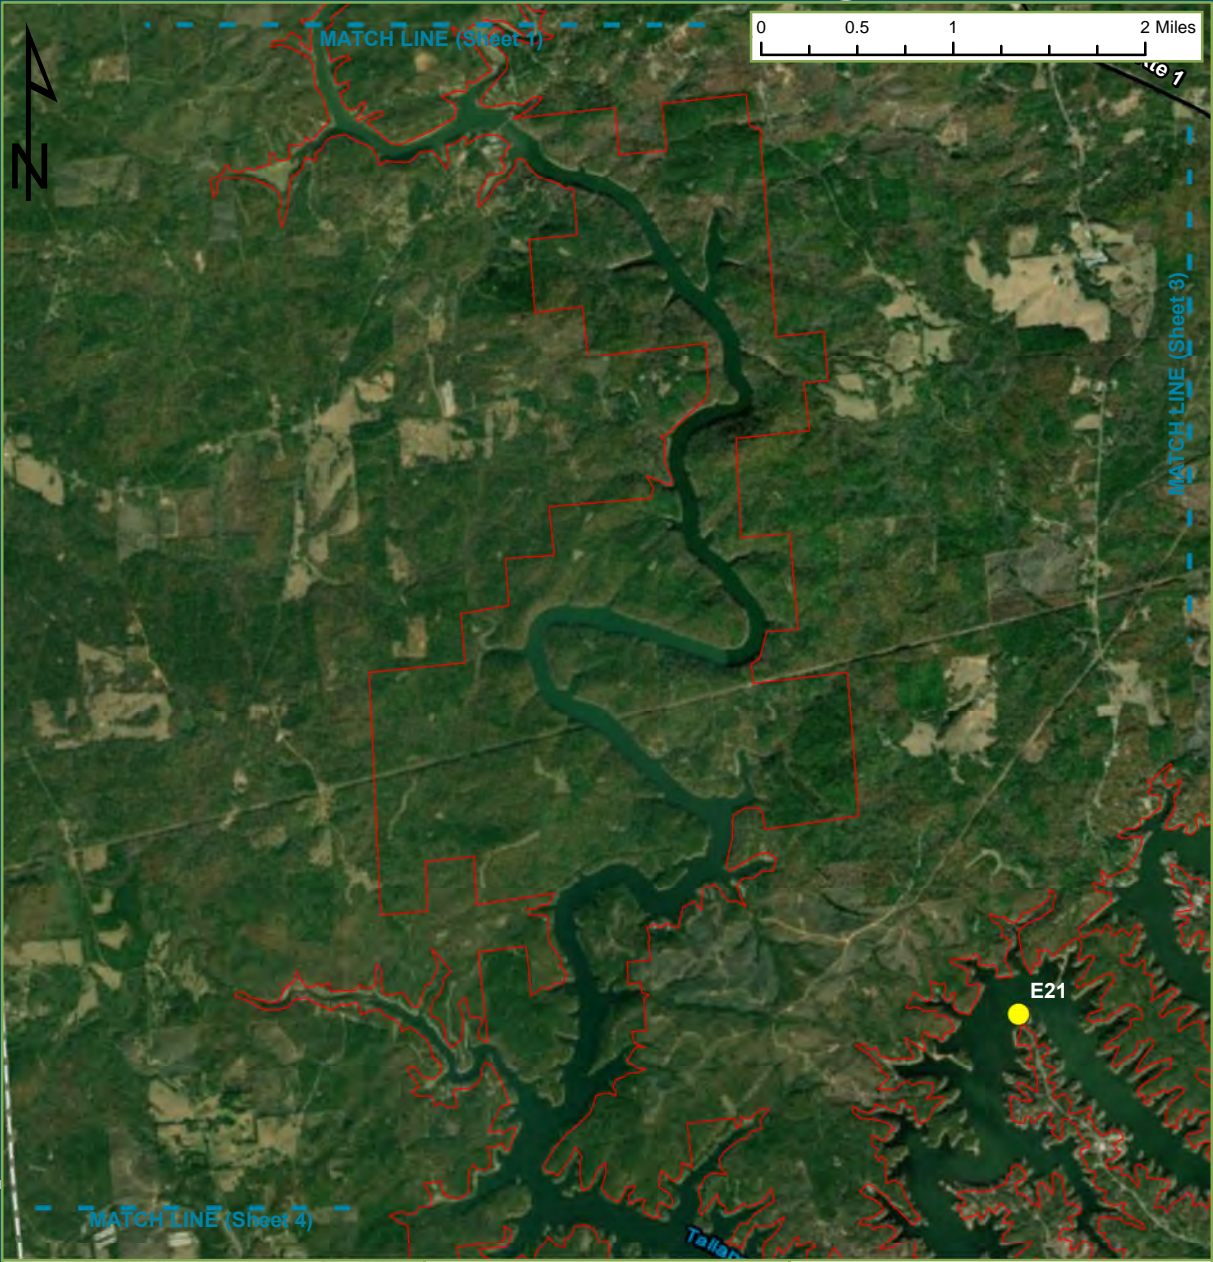 0 0.5 1 2 Miles
MATCH LINE (Sheet 1)
N
MATCH LINE (Sheet 3)
E21
MATCH LINE (Sheet 4)